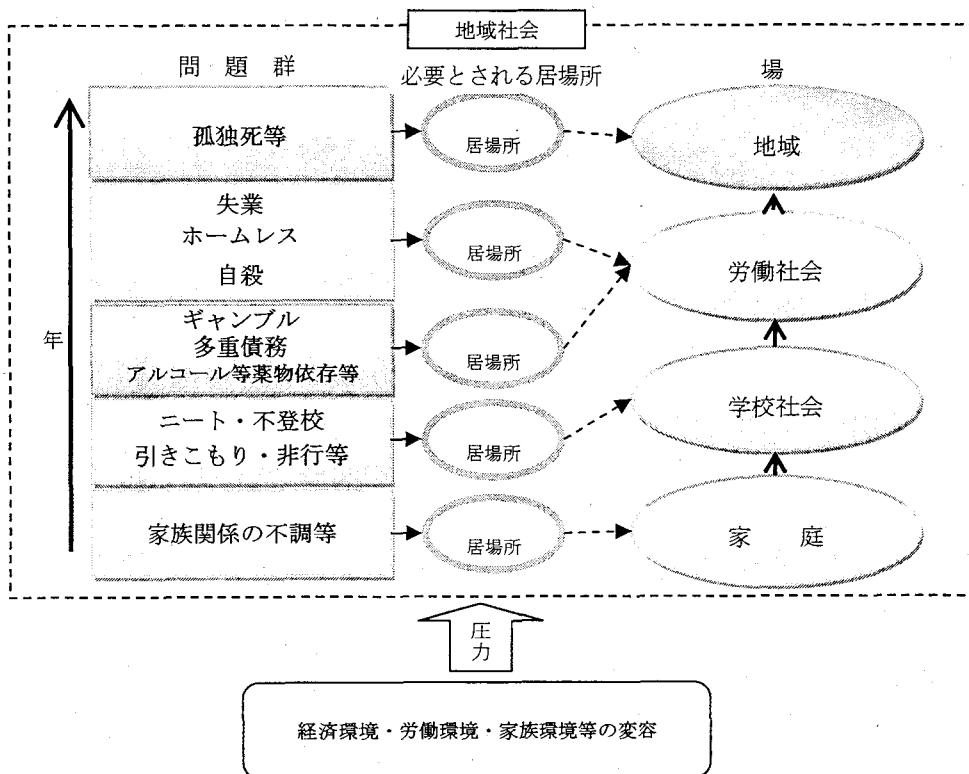 地域社会
問題群
必要とされる居場所
場
孤独死等
居場所
地域
失業
ホームレス
自殺
居場所
労働社会
年
ギャンブル
多重債務
アルコール等薬物依存等
居場所
学校社会
ニート・不登校
引きこもり・非行等
居場所
家族関係の不調等
居場所
家庭
圧力
経済環境・労働環境・家族環境等の変容